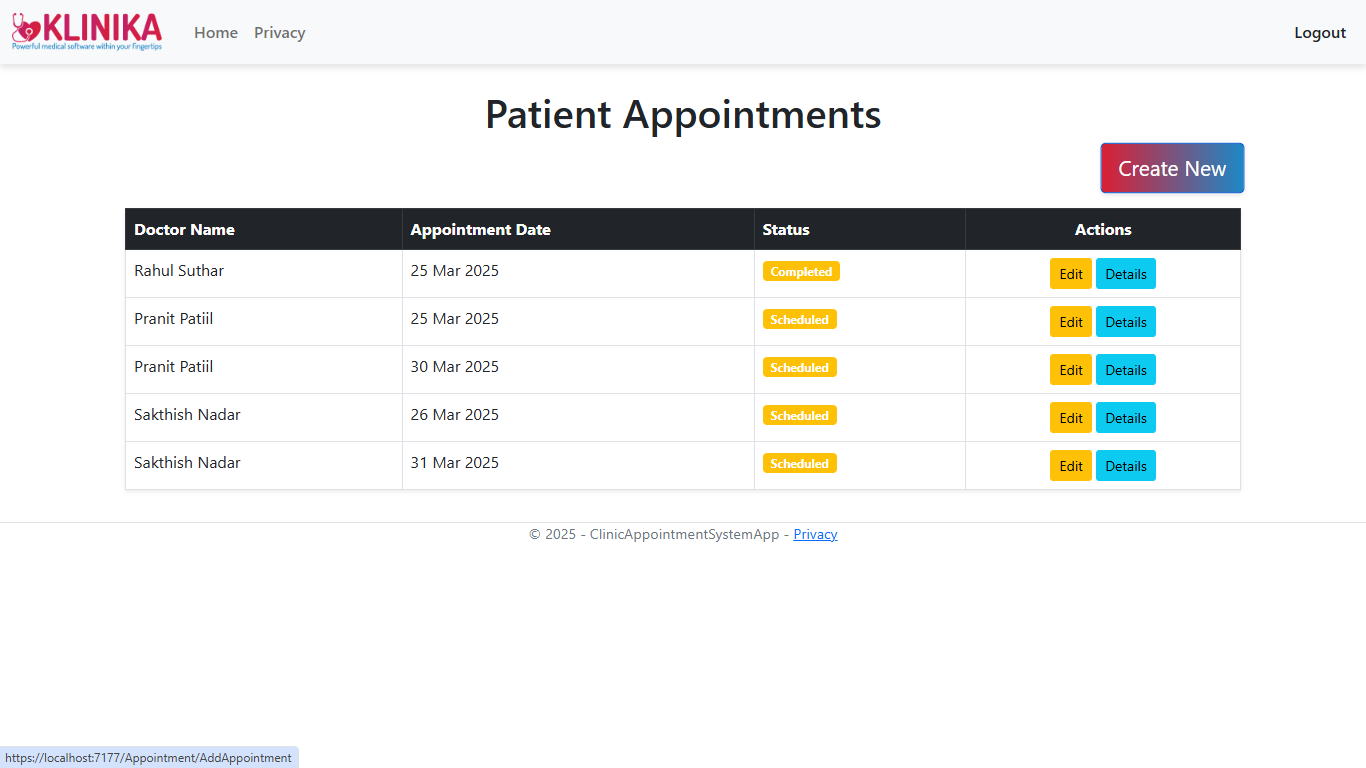 KLINIKA
Powerful medical software within your fingertips
Home Privacy Logout
Patient Appointments
Create New
Doctor Name Appointment Date Status Actions
Rahul Suthar 25 Mar 2025 Completed Edit Details
Pranit Patiil 25 Mar 2025 Scheduled Edit Details
Pranit Patiil 30 Mar 2025 Scheduled Edit Details
Sakthish Nadar 26 Mar 2025 Scheduled Edit Details
Sakthish Nadar 31 Mar 2025 Scheduled Edit Details
© 2025 - ClinicAppointmentSystemApp - Privacy
https://localhost:7177/Appointment/AddAppointment